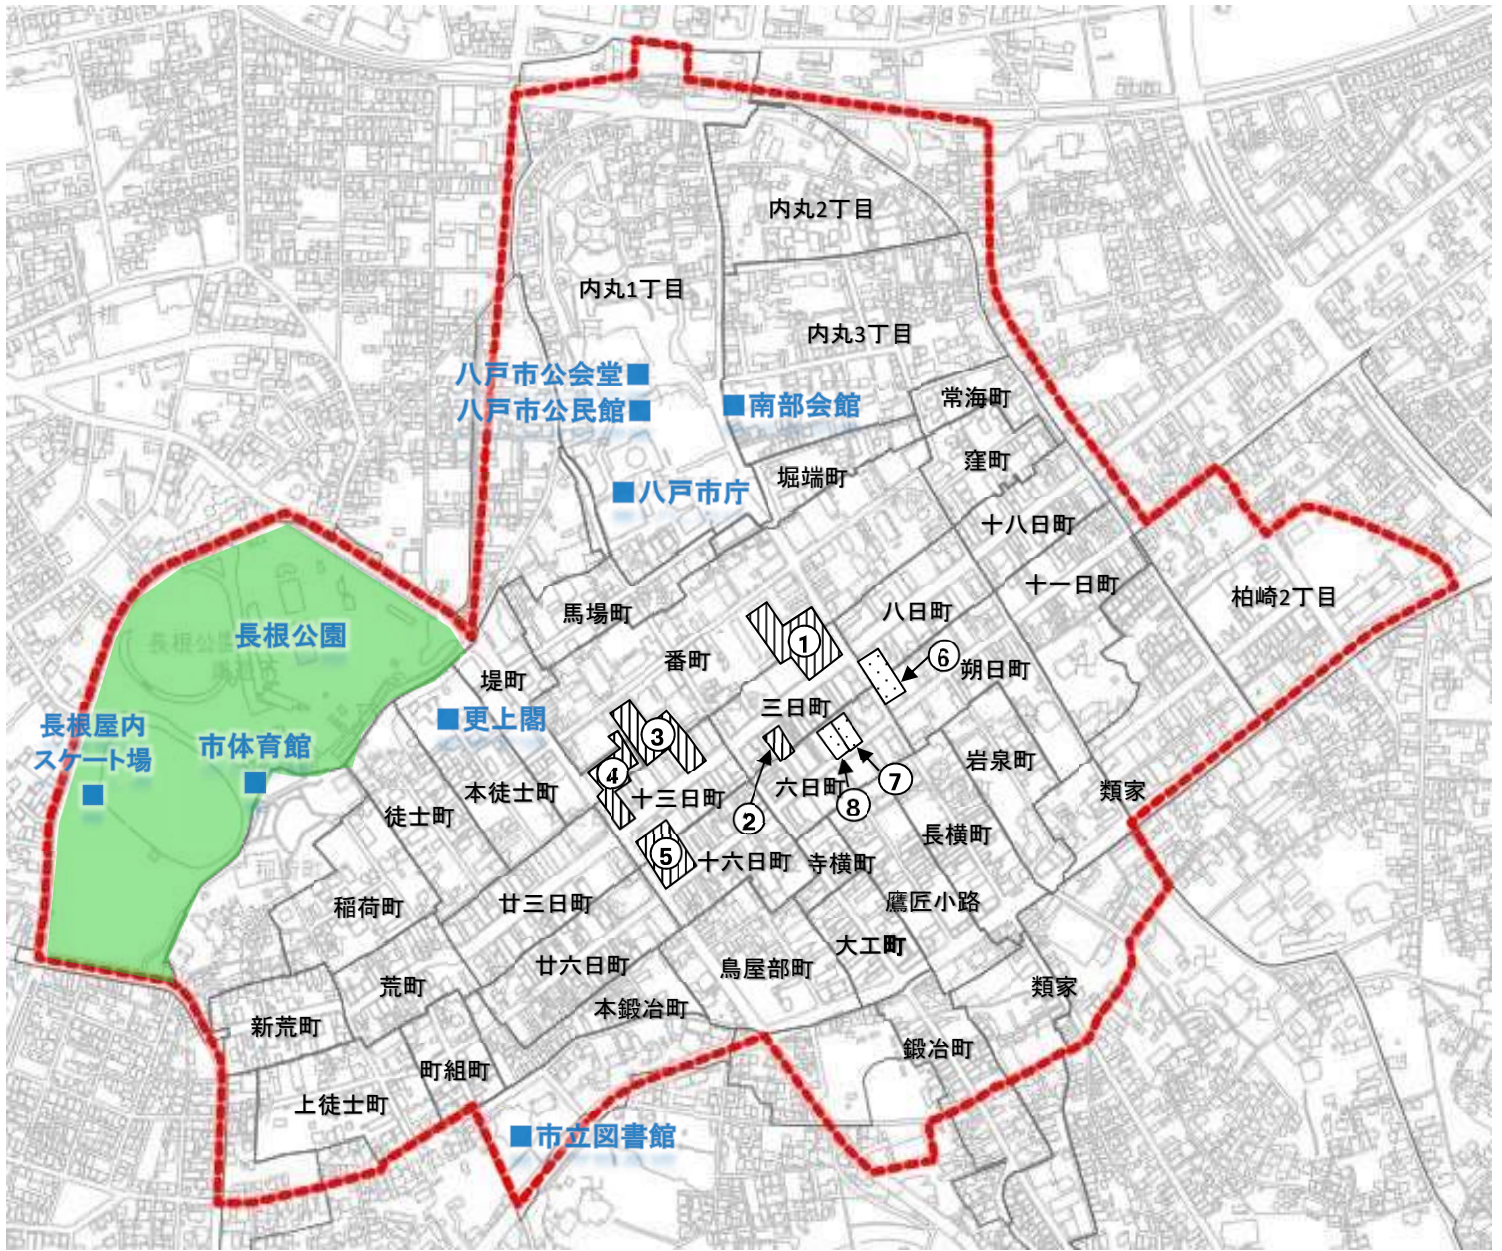 内丸2丁目
内丸1丁目
内丸3丁目
八戸市公会堂
八戸市公民館
南部会館
常海町
窪町
堀端町
八戸市庁
十八日町
十一日町
柏崎2丁目
八日町
馬場町
長根公園
番町
①
⑥
朔日町
堤町
三日町
更上閣
長根屋内
スケート場
市体育館
③
④
岩泉町
本徒士町
十三日町
六日町
⑦
類家
徒士町
②
⑧
長横町
⑤
十六日町
寺横町
稲荷町
廿三日町
鷹匠小路
大工町
廿六日町
鳥屋部町
荒町
類家
本鍛冶町
新荒町
鍛冶町
町組町
上徒士町
市立図書館